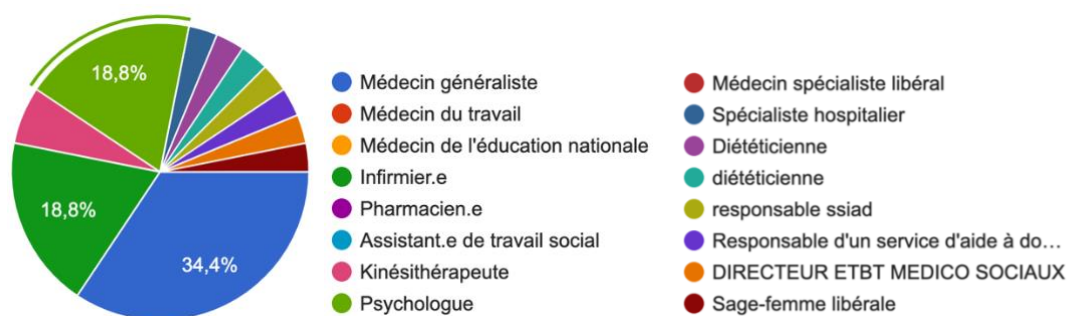 18,8%
18,8%
34,4%
Médecin généraliste
Médecin du travail
Médecin de l'éducation nationale
Infirmier.e
Pharmacien.e
Assistant.e de travail social
Kinésithérapeute
Psychologue
Médecin spécialiste libéral
Spécialiste hospitalier
Diététicienne
diététicienne
responsable ssiad
Responsable d'un service d'aide à do…
DIRECTEUR ETBT MEDICO SOCIAUX
Sage-femme libérale